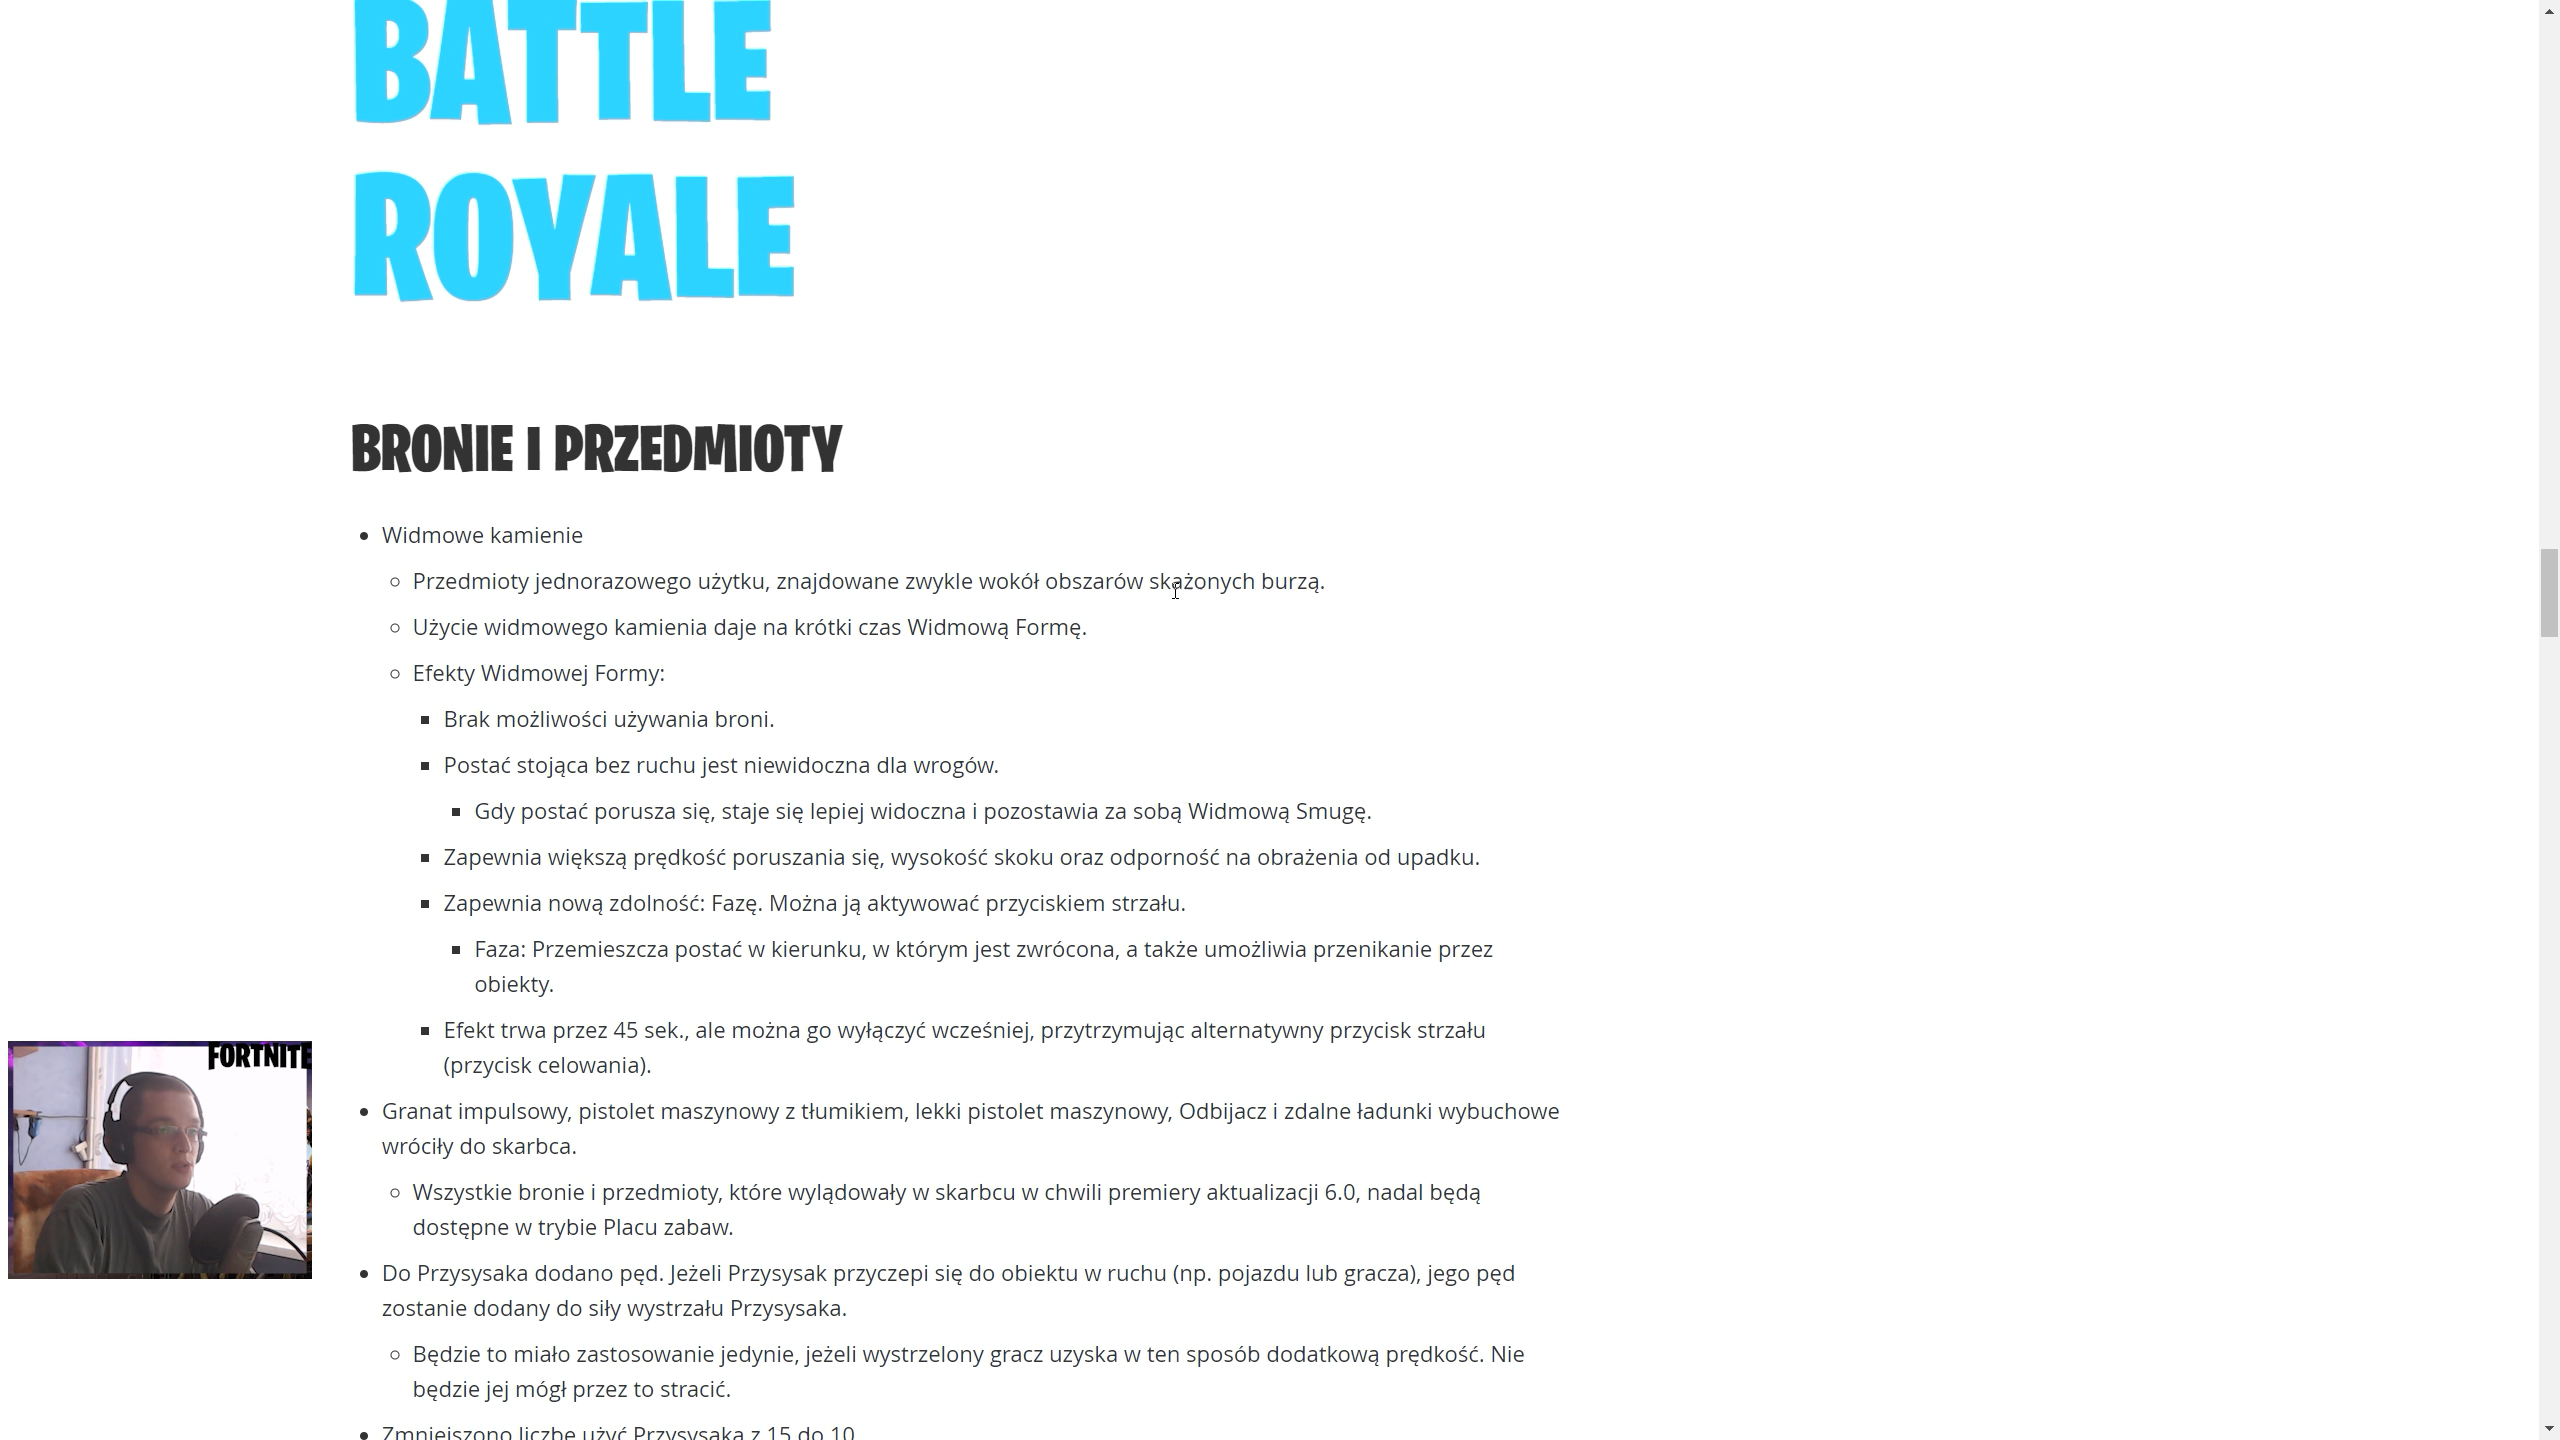 BATTLE
ROYALE
BRONIE I PRZEDMIOTY
Widmowe kamienie
Przedmioty jednorazowego użytku, znajdowane zwykle wokół obszarów skażonych burzą.
Użycie widmowego kamienia daje na krótki czas Widmową Formę.
Efekty Widmowej Formy:
Brak możliwości używania broni.
Postać stojąca bez ruchu jest niewidoczna dla wrogów.
Gdy postać porusza się, staje się lepiej widoczna i pozostawia za sobą Widmową Smugę.
Zapewnia większą prędkość poruszania się, wysokość skoku oraz odporność na obrażenia od upadku.
Zapewnia nową zdolność: Fazę. Można ją aktywować przyciskiem strzału.
Faza: Przemieszcza postać w kierunku, w którym jest zwrócona, a także umożliwia przenikanie przez
obiekty.
Efekt trwa przez 45 sek., ale można go wyłączyć wcześniej, przytrzymując alternatywny przycisk strzału
(przycisk celowania).
Granat impulsowy, pistolet maszynowy z tłumikiem, lekki pistolet maszynowy, Odbijacz i zdalne ładunki wybuchowe
wróciły do skarbca.
Wszystkie bronie i przedmioty, które wylądowały w skarbcu w chwili premiery aktualizacji 6.0, nadal będą
dostępne w trybie Placu zabaw.
Do Przysysaka dodano pęd. Jeżeli Przysysak przyczepi się do obiektu w ruchu (np. pojazdu lub gracza), jego pęd
zostanie dodany do siły wystrzału Przysysaka.
Będzie to miało zastosowanie jedynie, jeżeli wystrzelony gracz uzyska w ten sposób dodatkową prędkość. Nie
będzie jej mógł przez to stracić.
Zmniejszono liczbę użyć Przysysaka z 15 do 10
FORTNITE